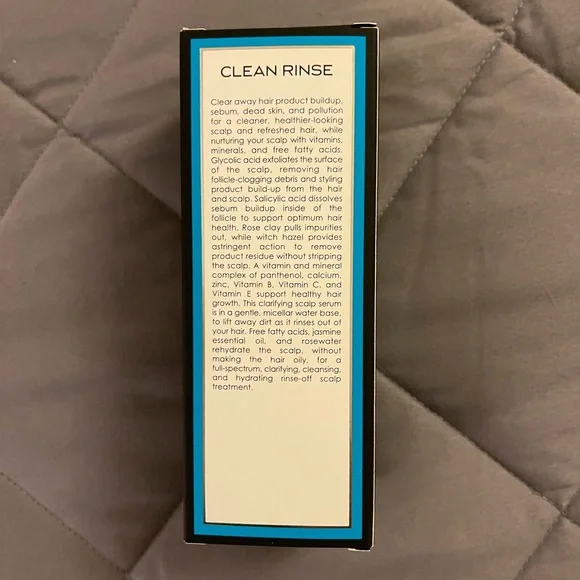 CLEAN RINSE
Clear away hair product buildup,
sebum, dead skin, and pollution
for a cleaner, healthier-looking
scalp and refreshed hair, while
nurturing your scalp with vitamins,
minerals, and free fatty acids.
Glycolic acid exfoliates the surface
of the scalp, removing hair
follicle-clogging debris and styling
product build-up from the hair
and scalp. Salicylic acid dissolves
sebum buildup inside of the
follicle to support optimum hair
health. Rose clay pulls impurities
out, while witch hazel provides
astringent action to remove
product residue without stripping
the scalp. A vitamin and mineral
complex of panthenol, calcium,
zinc, Vitamin B, Vitamin C, and
Vitamin E support healthy hair
growth. This clarifying scalp serum
is in a gentle, micellar water base,
to lift away dirt as it rinses out of
your hair. Free fatty acids, jasmine
essential oil, and rosewater
rehydrate the scalp, without
making the hair oily, for a
full-spectrum, clarifying, cleansing,
and hydrating rinse-off scalp
treatment.